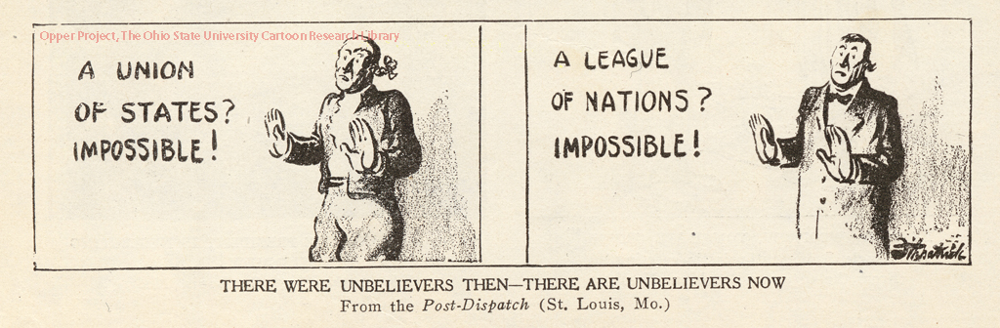 Opper Project, The Ohio State University Cartoon Research Library
A UNION
OF STATES?
IMPOSSIBLE!
A LEAGUE
OF NATIONS?
IMPOSSIBLE!
Fitzpatrick
THERE WERE UNBELIEVERS THEN—THERE ARE UNBELIEVERS NOW
From the Post-Dispatch (St. Louis, Mo.)